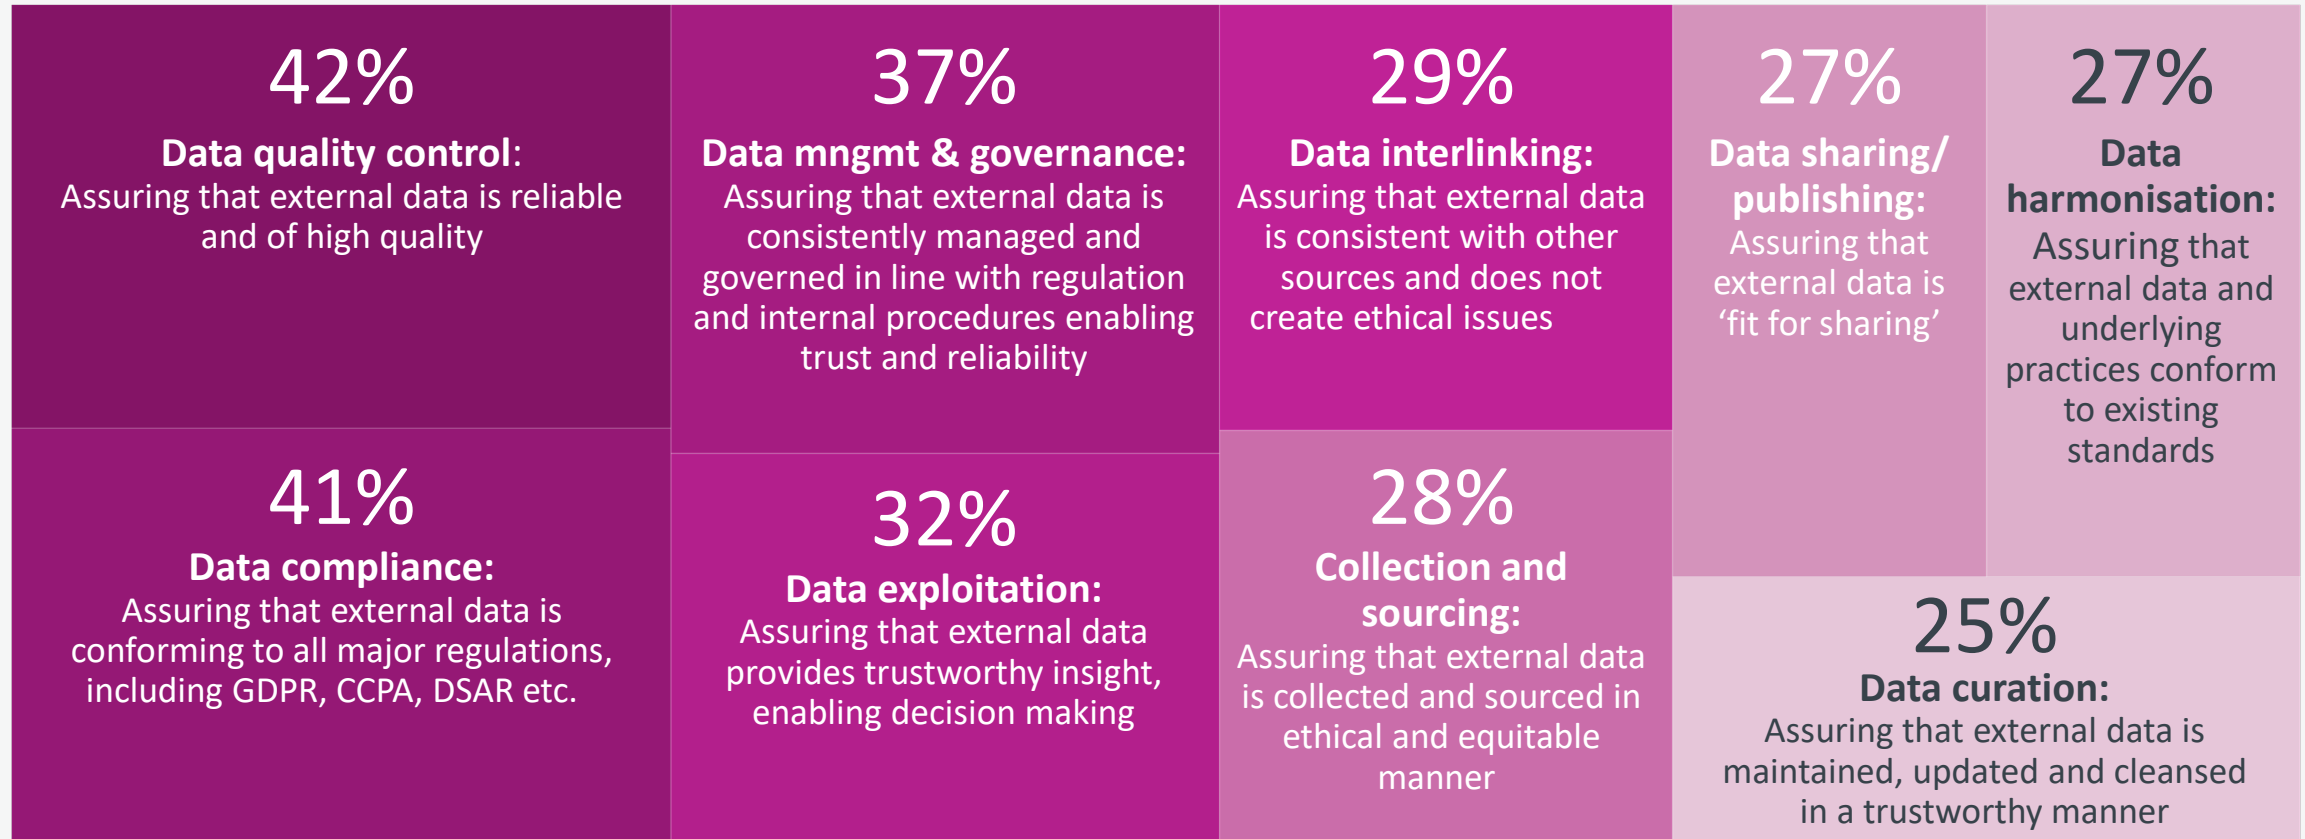 42%
Data quality control:
Assuring that external data is reliable
and of high quality
41%
Data compliance:
Assuring that external data is
conforming to all major regulations,
including GDPR, CCPA, DSAR etc.
37%
Data mngmt & governance:
Assuring that external data is
consistently managed and
governed in line with regulation
and internal procedures enabling
trust and reliability
32%
Data exploitation:
Assuring that external data
provides trustworthy insight,
enabling decision making
29%
Data interlinking:
Assuring that external data
is consistent with other
sources and does not
create ethical issues
28%
Collection and
sourcing:
Assuring that external data
is collected and sourced in
ethical and equitable
manner
27%
Data sharing/
publishing:
Assuring that
external data is
‘fit for sharing’
27%
Data
harmonisation:
Assuring that
external data and
underlying
practices conform
to existing
standards
25%
Data curation:
Assuring that external data is
maintained, updated and cleansed
in a trustworthy manner